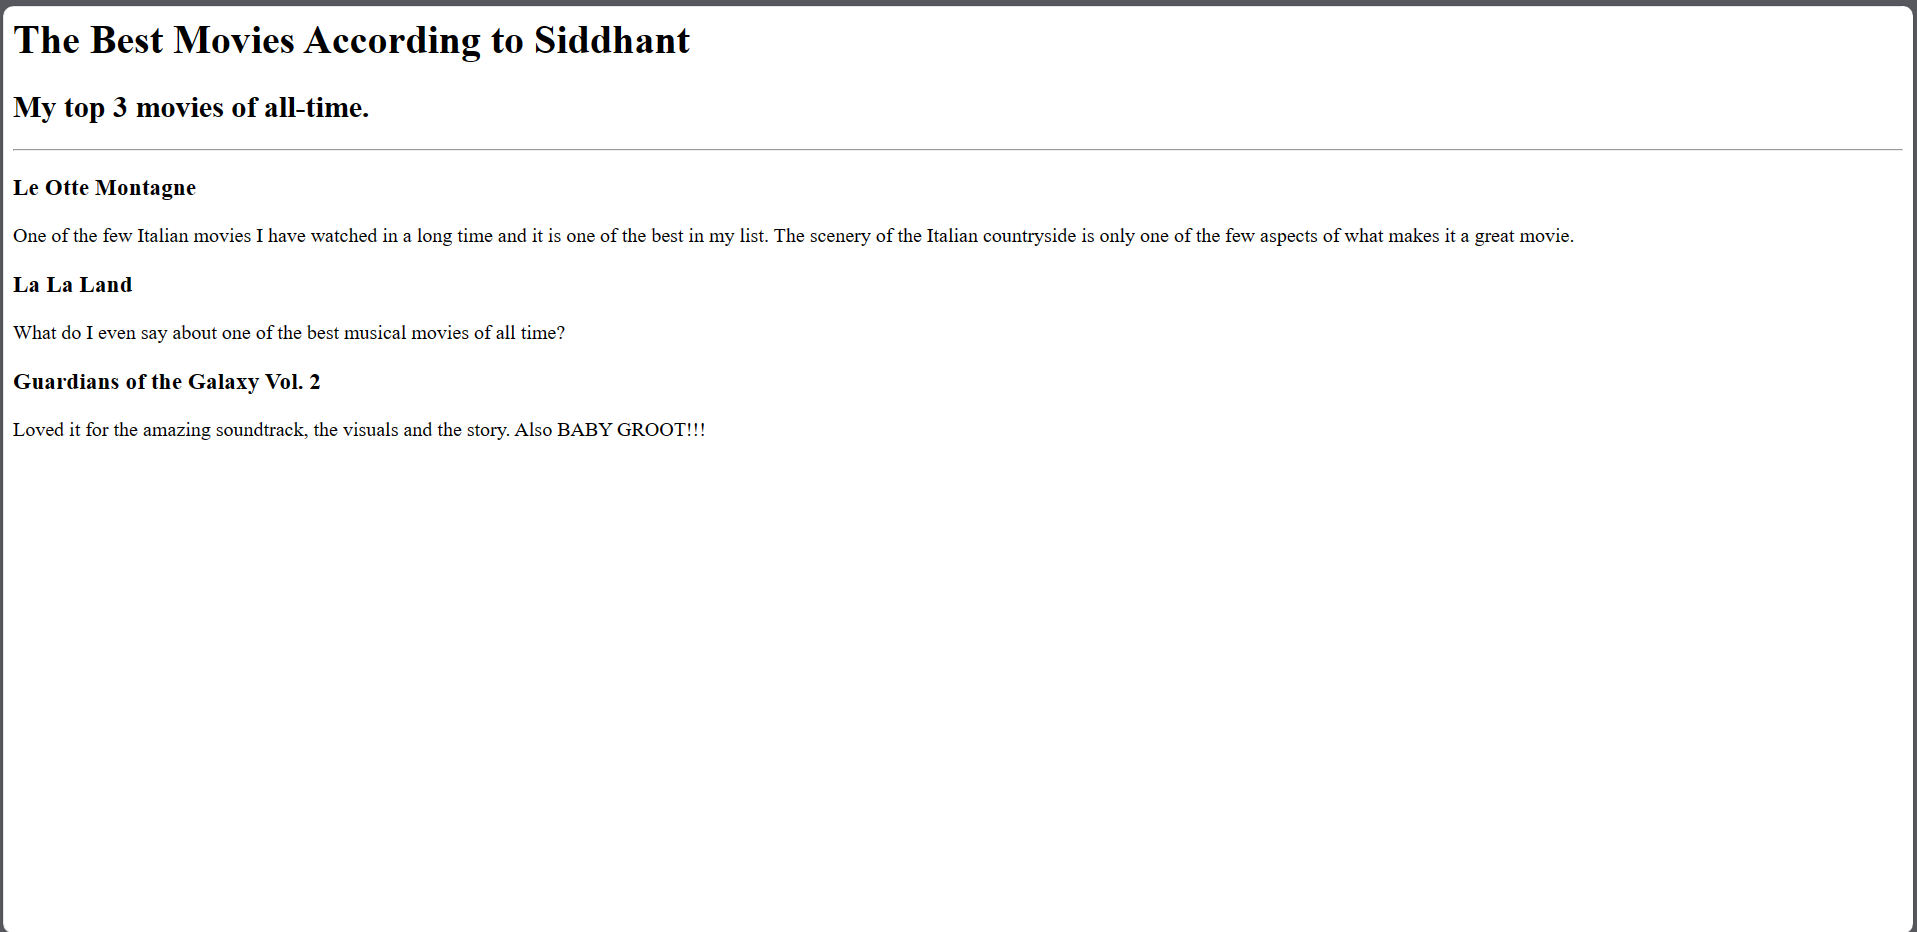 The Best Movies According to Siddhant
My top 3 movies of all-time.
Le Otte Montagne
One of the few Italian movies I have watched in a long time and it is one of the best in my list. The scenery of the Italian countryside is only one of the few aspects of what makes it a great movie.
La La Land
What do I even say about one of the best musical movies of all time?
Guardians of the Galaxy Vol. 2
Loved it for the amazing soundtrack, the visuals and the story. Also BABY GROOT!!!